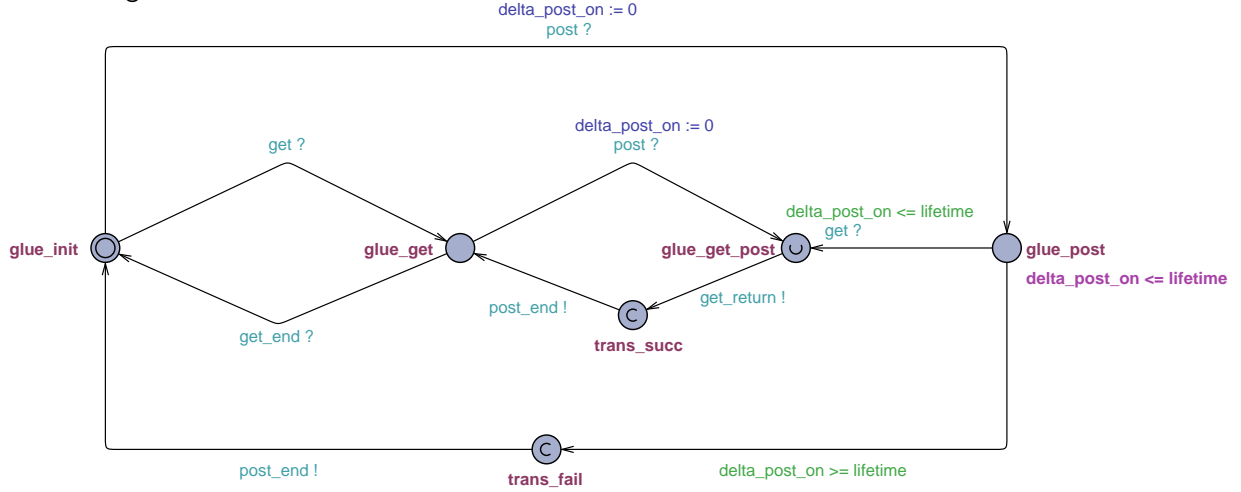 delta_post_on := 0
post ?
delta_post_on := 0
get ?
post ?
delta_post_on <= lifetime
get ?
glue_init
glue_get
glue_get_post
glue_post
delta_post_on <= lifetime
get_return !
post_end !
get_end ?
trans_succ
post_end !
delta_post_on >= lifetime
trans_fail